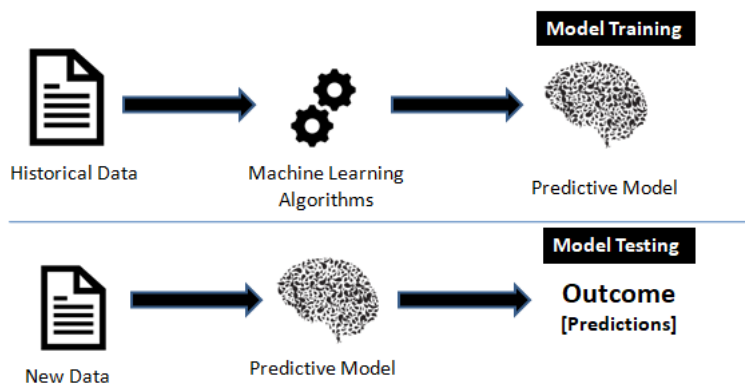 Model Training
Historical Data
Machine Learning
Algorithms
Predictive Model
Model Testing
Outcome
[Predictions]
Predictive Model
New Data